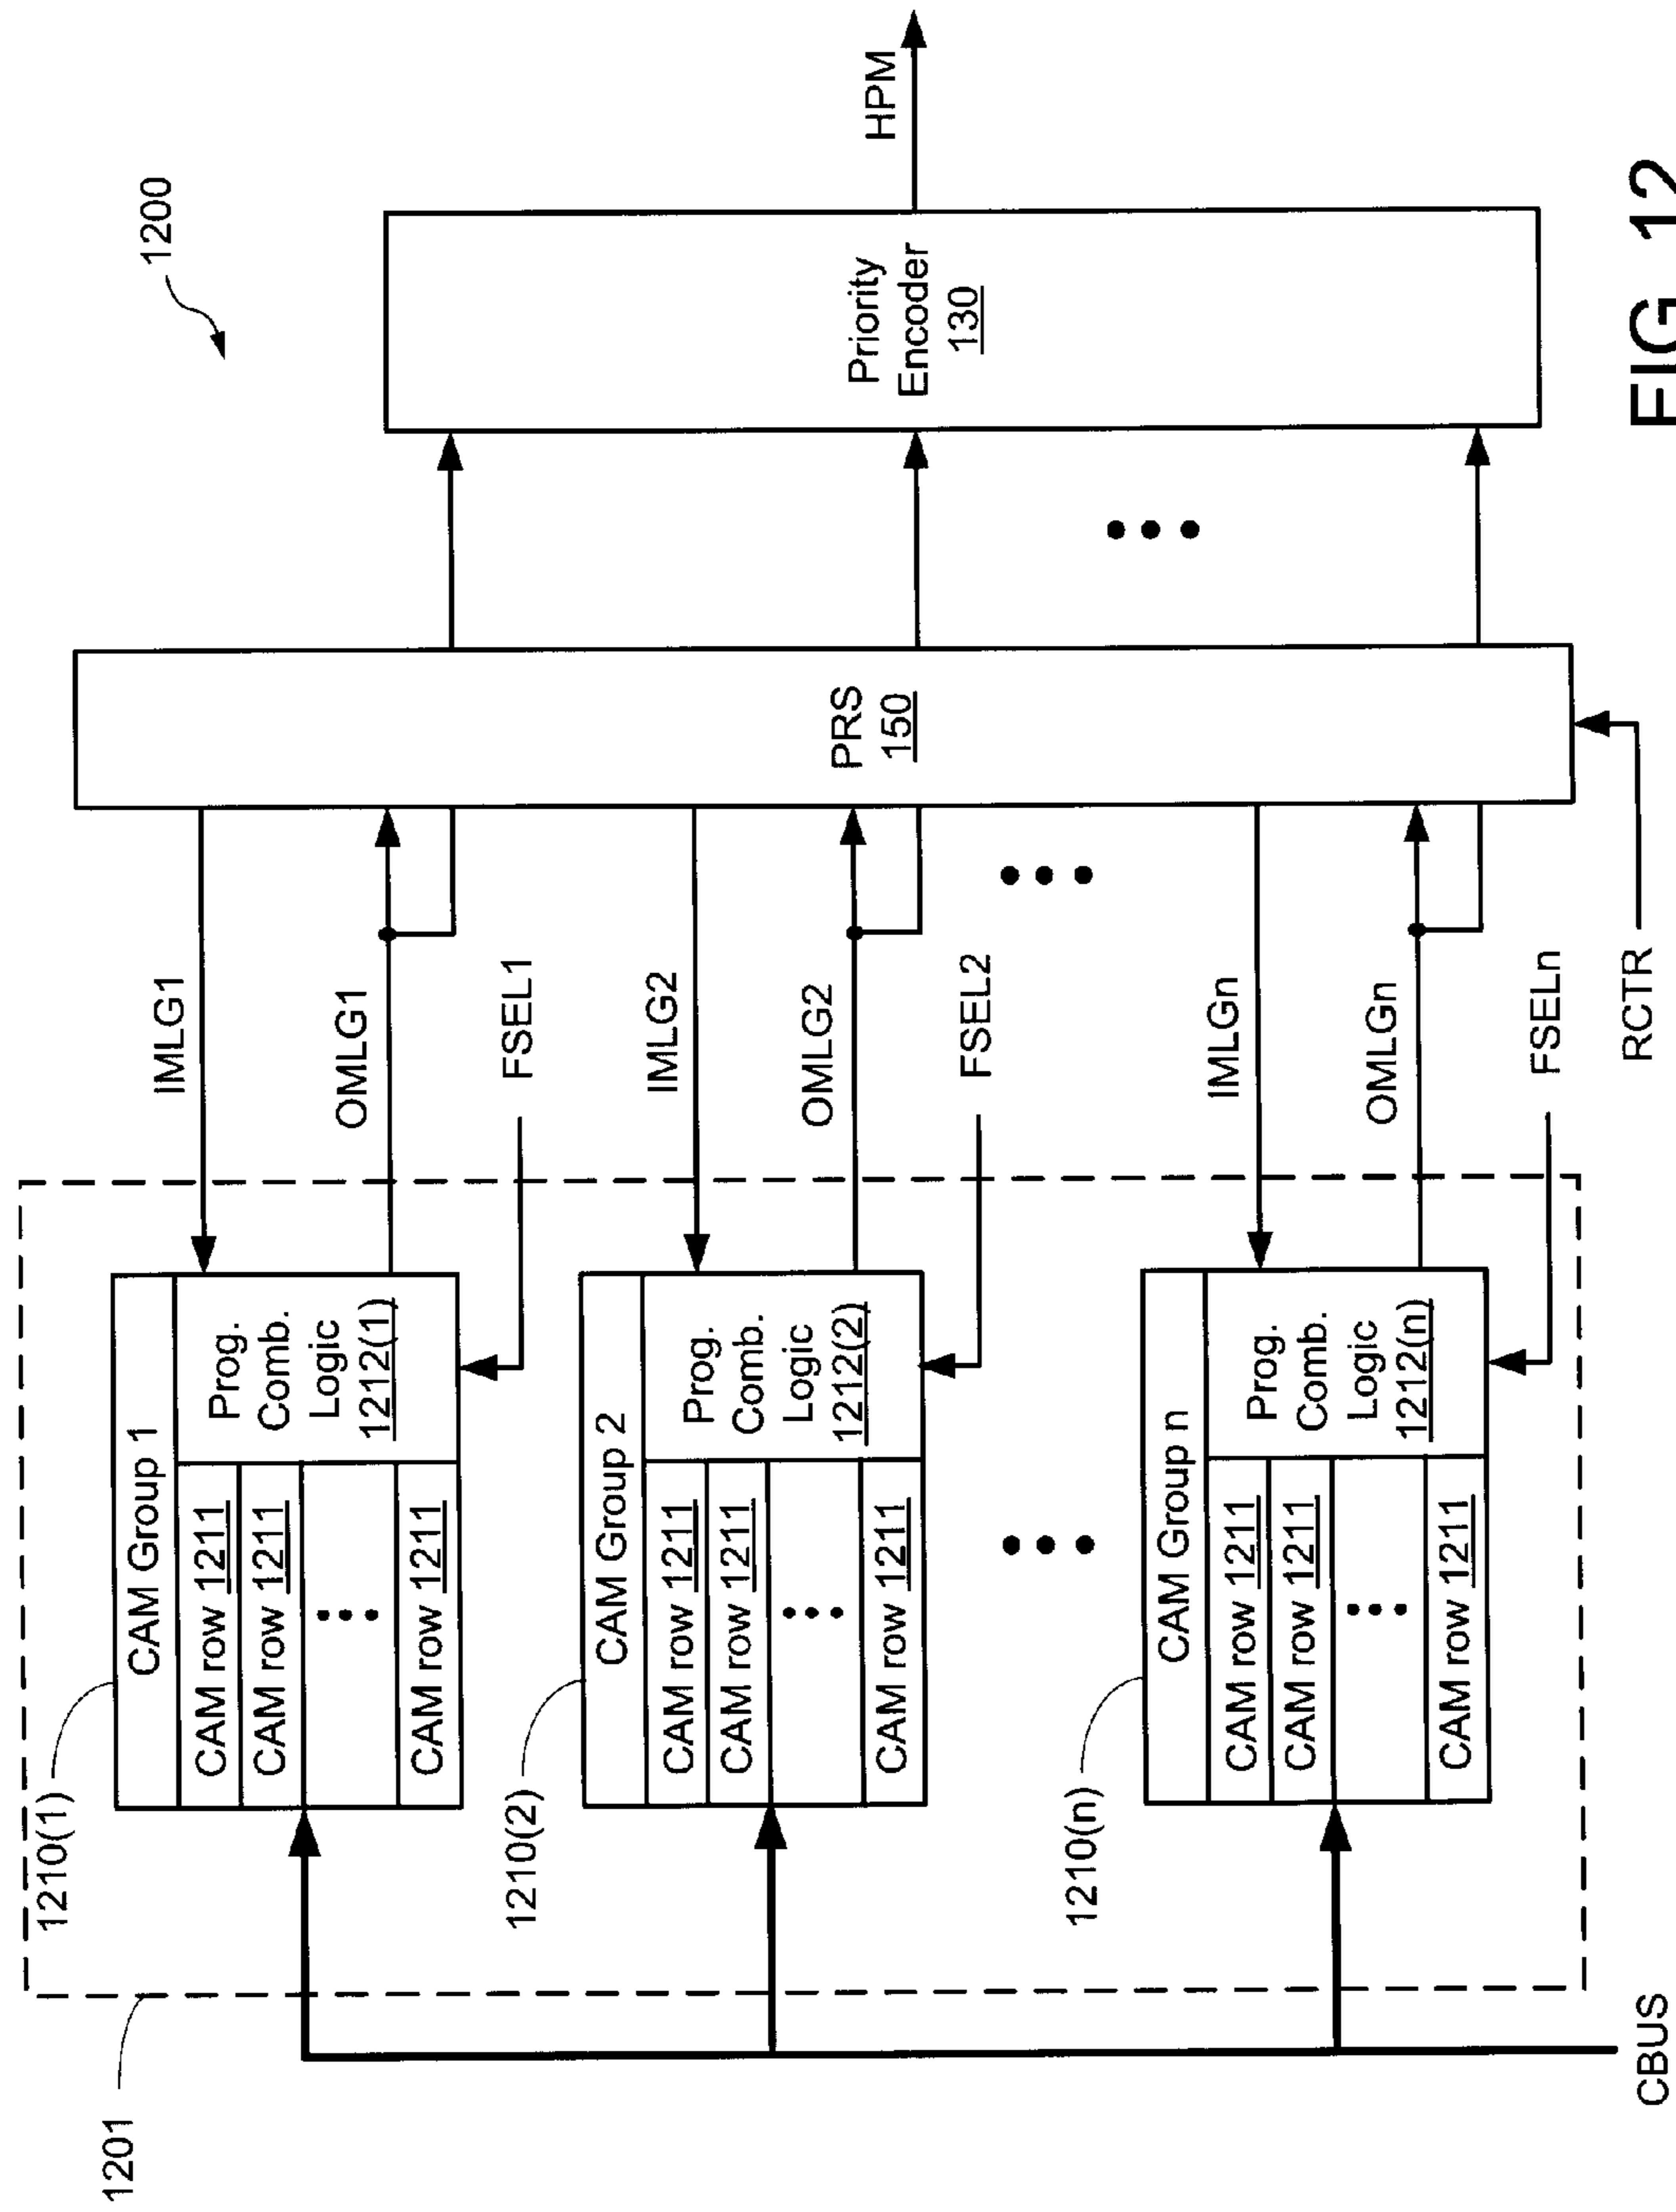 1200
1201
1210(1)
CAM Group 1
CAM row 1211
CAM row 1211
CAM row 1211
Prog.
Comb.
Logic
1212(1)
IMLG1
OMLG1
FSEL1
1210(2)
CAM Group 2
CAM row 1211
CAM row 1211
CAM row 1211
Prog.
Comb.
Logic
1212(2)
IMLG2
OMLG2
FSEL2
1210(n)
CAM Group n
CAM row 1211
CAM row 1211
CAM row 1211
Prog.
Comb.
Logic
1212(n)
IMLGn
OMLGn
FSELn
RCTR
CBUS
PRS
150
Priority
Encoder
130
HPM
FIG. 12